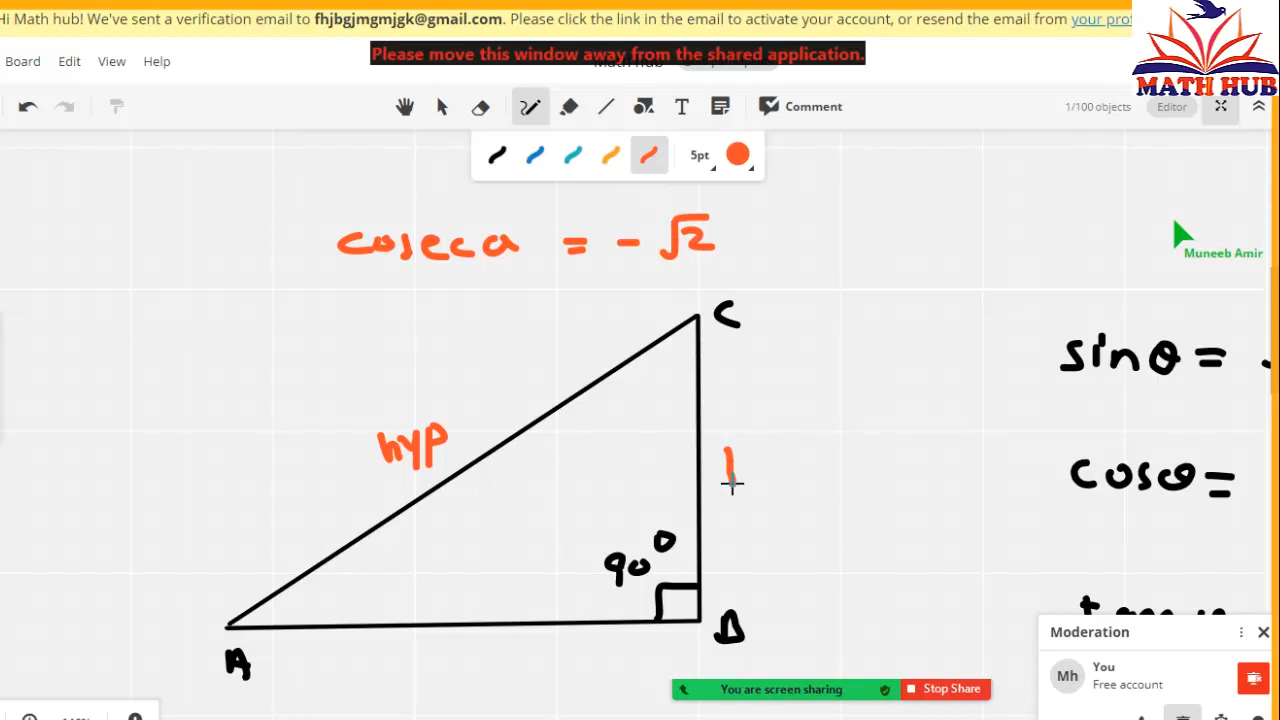 Hi Math hub! We've sent a verification email to fhjbgjmgmjgk@gmail.com. Please click the link in the email to activate your account, or resend the email from your prof
Please move this window away from the shared application.
MATH HUB
Board Edit View Help
Comment
1/100 objects
Editor
5pt
coseca = - √2
Muneeb Amir
C
sinθ =
hyp
cosθ =
90°
A
B
Moderation
Mh
You
Free account
You are screen sharing
Stop Share